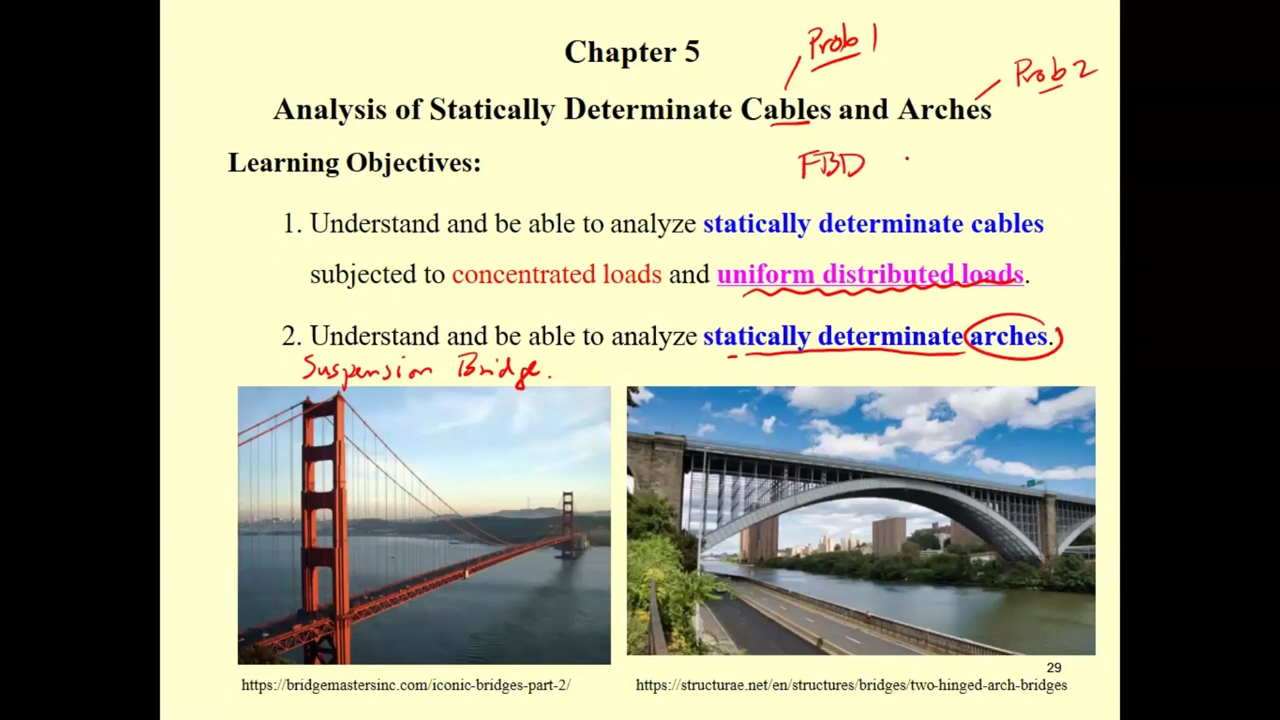 Prob 1
Chapter 5
Prob 2
Analysis of Statically Determinate Cables and Arches
Learning Objectives:
FBD
1. Understand and be able to analyze statically determinate cables
subjected to concentrated loads and uniform distributed loads.
2. Understand and be able to analyze statically determinate arches.
Suspension Bridge.
29
https://bridgemastersinc.com/iconic-bridges-part-2/
https://structurae.net/en/structures/bridges/two-hinged-arch-bridges